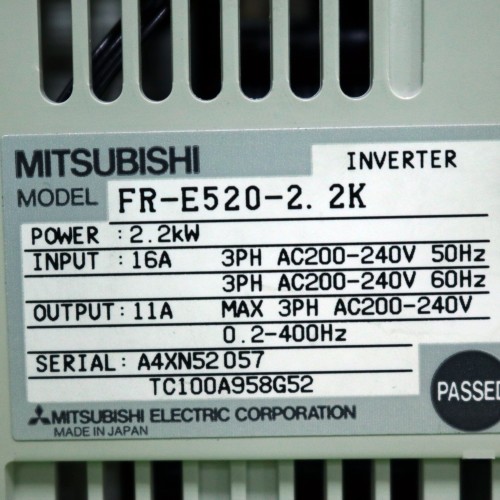 MITSUBISHI INVERTER
MODEL FR-E520-2.2K
POWER : 2.2kW
INPUT : 16A 3PH AC200-240V 50Hz
3PH AC200-240V 60Hz
OUTPUT : 11A MAX 3PH AC200-240V
0.2-400Hz
SERIAL : A4XN52057
TC100A958G52
PASSED
MITSUBISHI ELECTRIC CORPORATION
MADE IN JAPAN